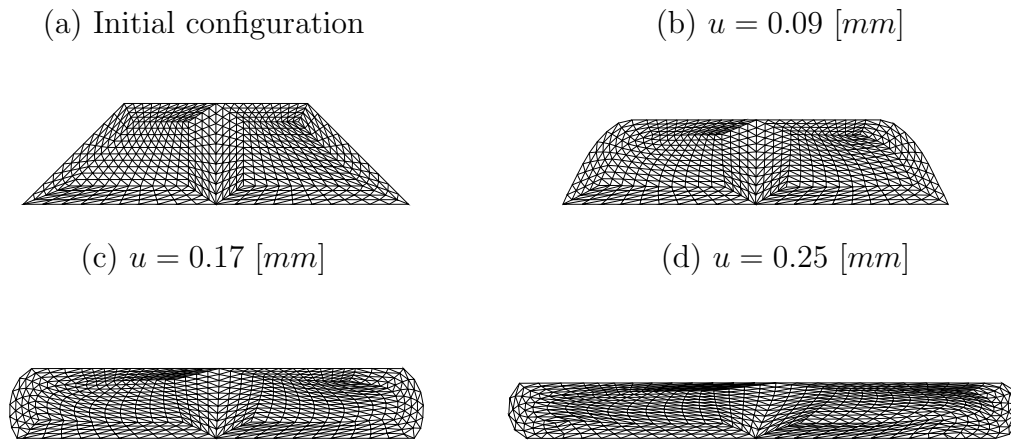 (a) Initial configuration
(b) u = 0.09 [mm]
(c) u = 0.17 [mm]
(d) u = 0.25 [mm]